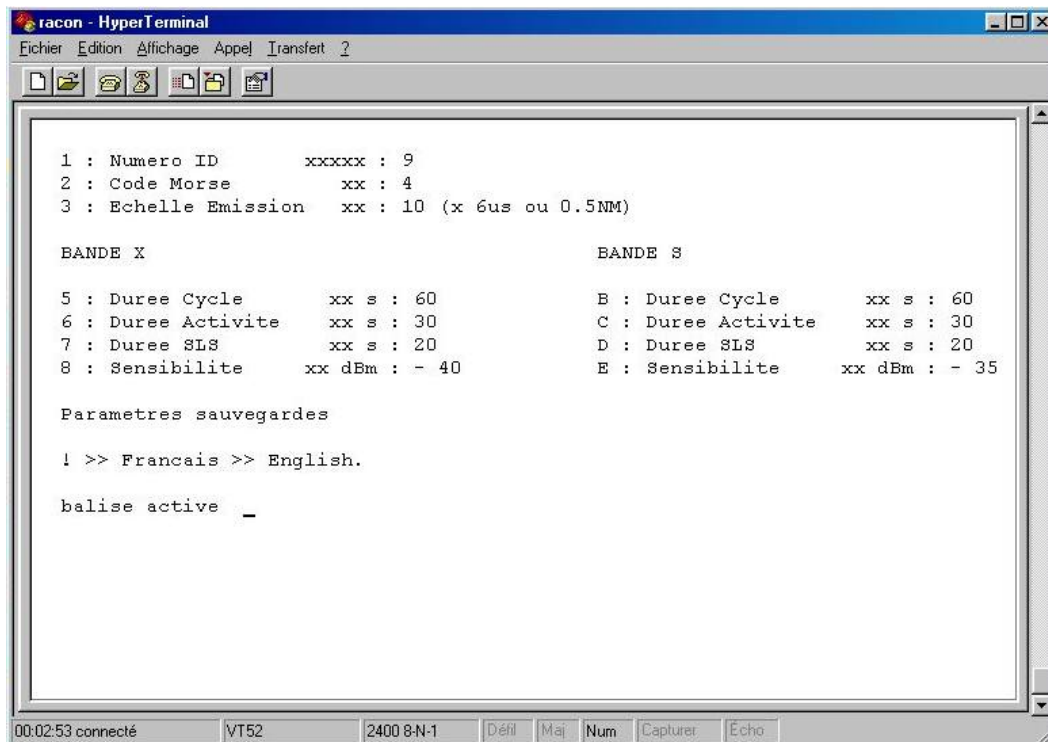 racon - HyperTerminal
Fichier Edition Affichage Appel Transfert ?
1 : Numero ID xxxxx : 9
2 : Code Morse xx : 4
3 : Echelle Emission xx : 10 (x 6us ou 0.5NM)
BANDE X BANDE S
5 : Duree Cycle xx s : 60 B : Duree Cycle xx s : 60
6 : Duree Activite xx s : 30 C : Duree Activite xx s : 30
7 : Duree SLS xx s : 20 D : Duree SLS xx s : 20
8 : Sensibilite xx dBm : - 40 E : Sensibilite xx dBm : - 35
Parametres sauvegardes
! >> Francais >> English.
balise active _
00:02:53 connecté VT52 2400 8-N-1 Défil Maj Num Capturer Écho